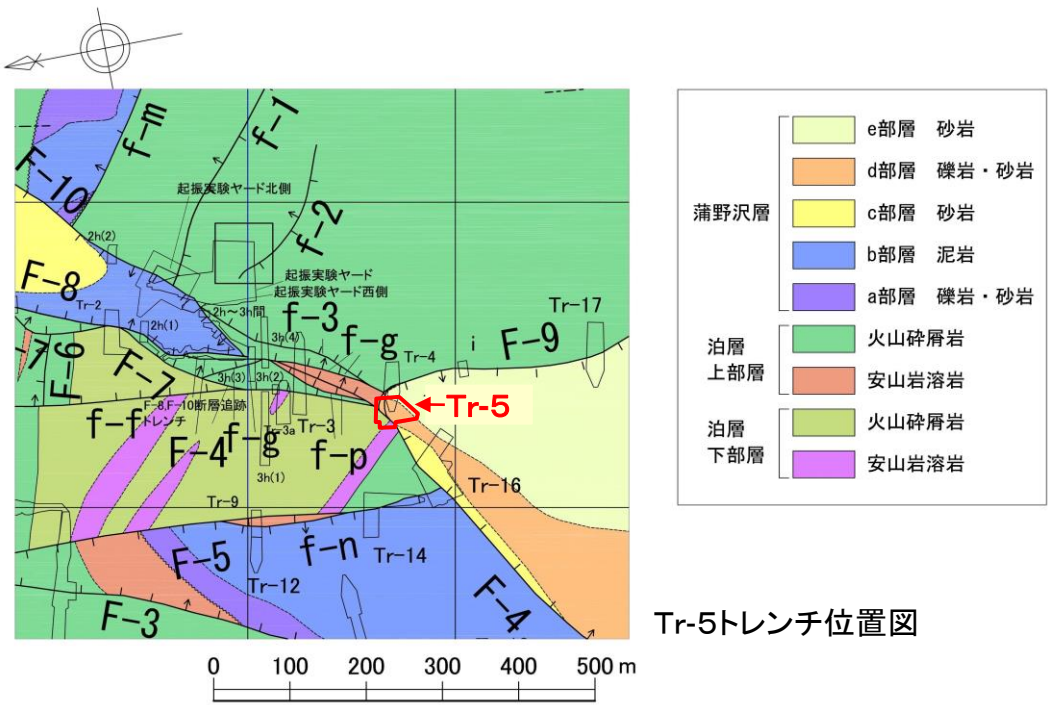 f-m
f-1
F-10
起振実験ヤード北側
f-2
2h(2)
F-8
起振実験ヤード
起振実験ヤード西側
Tr-2
2h(1)
2h～3h間
f-3
Tr-17
3h(4)
f-g
i
F-9
Tr-4
-7
F-6
F-7
3h(3)
3h(2)
←Tr-5
F-8,F-10断層追跡
トレンチ
f-f
F-4
f-g
Tr-3a
Tr-3
f-p
3h(1)
Tr-16
Tr-9
f-n
Tr-14
F-5
Tr-12
F-4
F-3
蒲野沢層
e部層 砂岩
d部層 礫岩・砂岩
c部層 砂岩
b部層 泥岩
a部層 礫岩・砂岩
泊層
上部層
火山砕屑岩
安山岩溶岩
泊層
下部層
火山砕屑岩
安山岩溶岩
Tr-5トレンチ位置図
0 100 200 300 400 500 m